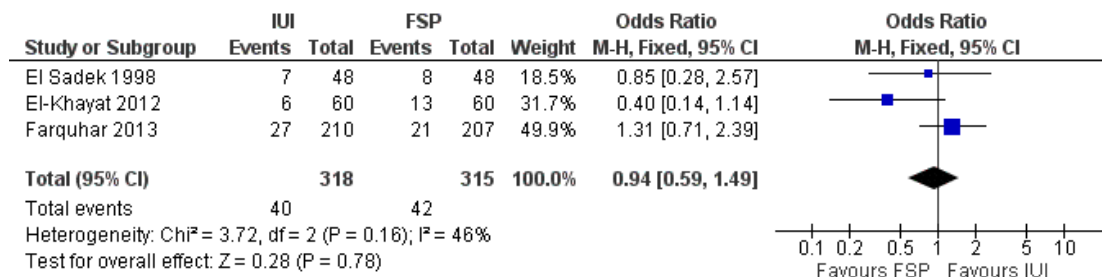 IUI FSP Odds Ratio Odds Ratio
Study or Subgroup Events Total Events Total Weight M-H, Fixed, 95% CI M-H, Fixed, 95% CI
El Sadek 1998 7 48 8 48 18.5% 0.85 [0.28, 2.57]
El-Khayat 2012 6 60 13 60 31.7% 0.40 [0.14, 1.14]
Farquhar 2013 27 210 21 207 49.9% 1.31 [0.71, 2.39]
Total (95% CI) 318 315 100.0% 0.94 [0.59, 1.49]
Total events 40 42
Heterogeneity: Chi² = 3.72, df = 2 (P = 0.16); I² = 46%
Test for overall effect: Z = 0.28 (P = 0.78)
0.1 0.2 0.5 1 2 5 10
Favours FSP Favours IUI